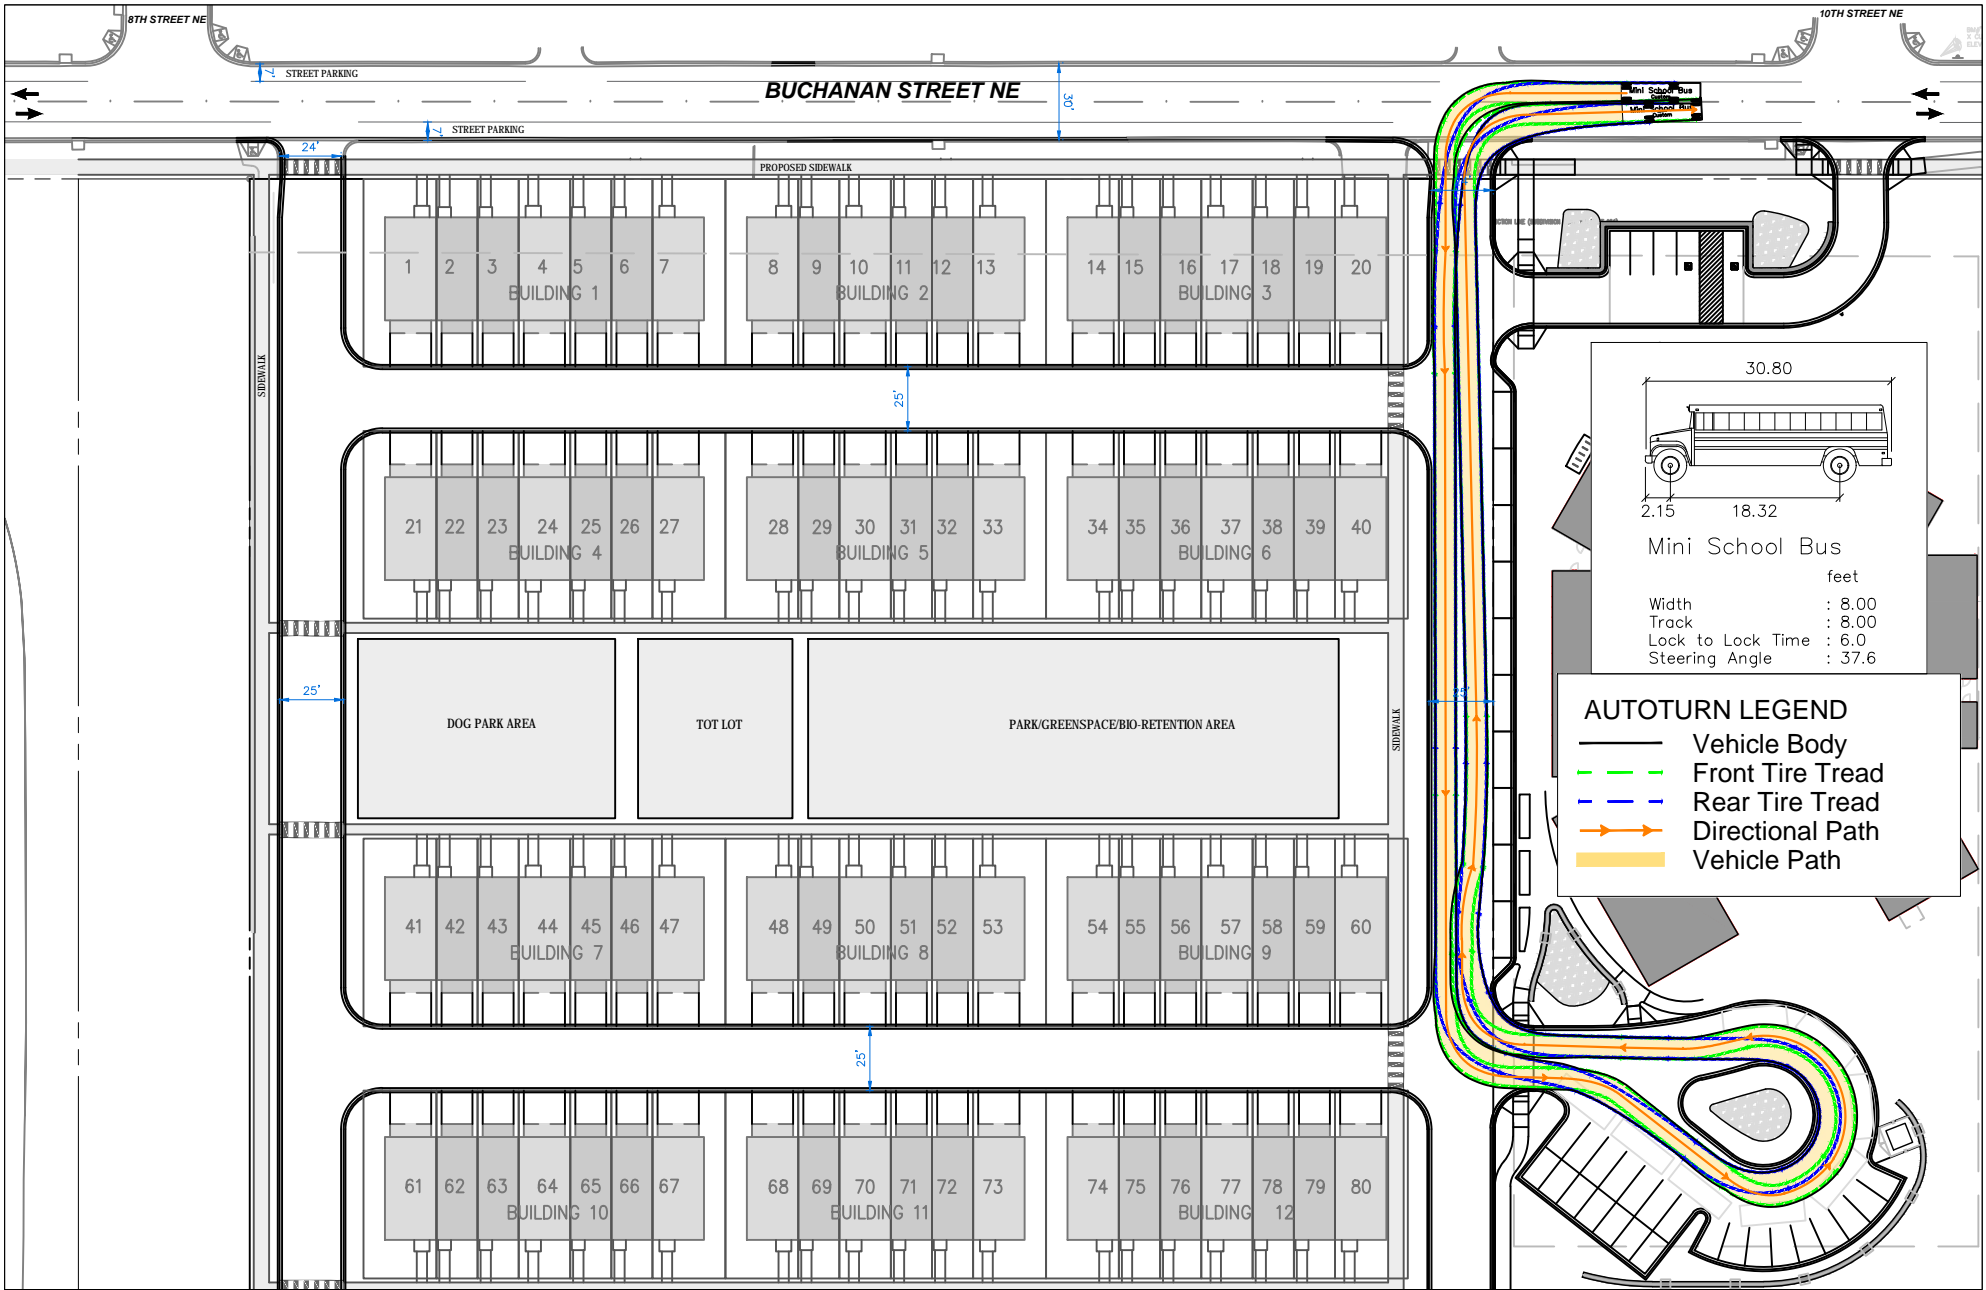 8TH STREET NE
10TH STREET NE
7'
STREET PARKING
BUCHANAN STREET NE
30'
Mini School Bus
Custom
Mini School Bus
Custom
7'
STREET PARKING
24'
PROPOSED SIDEWALK
1 2 3 4 5 6 7
BUILDING 1
8 9 10 11 12 13
BUILDING 2
14 15 16 17 18 19 20
BUILDING 3
SIDEWALK
25'
21 22 23 24 25 26 27
BUILDING 4
28 29 30 31 32 33
BUILDING 5
34 35 36 37 38 39 40
BUILDING 6
25'
DOG PARK AREA
TOT LOT
PARK/GREENSPACE/BIO-RETENTION AREA
SIDEWALK
25'
41 42 43 44 45 46 47
BUILDING 7
48 49 50 51 52 53
BUILDING 8
54 55 56 57 58 59 60
BUILDING 9
25'
61 62 63 64 65 66 67
BUILDING 10
68 69 70 71 72 73
BUILDING 11
74 75 76 77 78 79 80
BUILDING 12
30.80
2.15 18.32
Mini School Bus
feet
Width : 8.00
Track : 8.00
Lock to Lock Time : 6.0
Steering Angle : 37.6
AUTOTURN LEGEND
Vehicle Body
Front Tire Tread
Rear Tire Tread
Directional Path
Vehicle Path